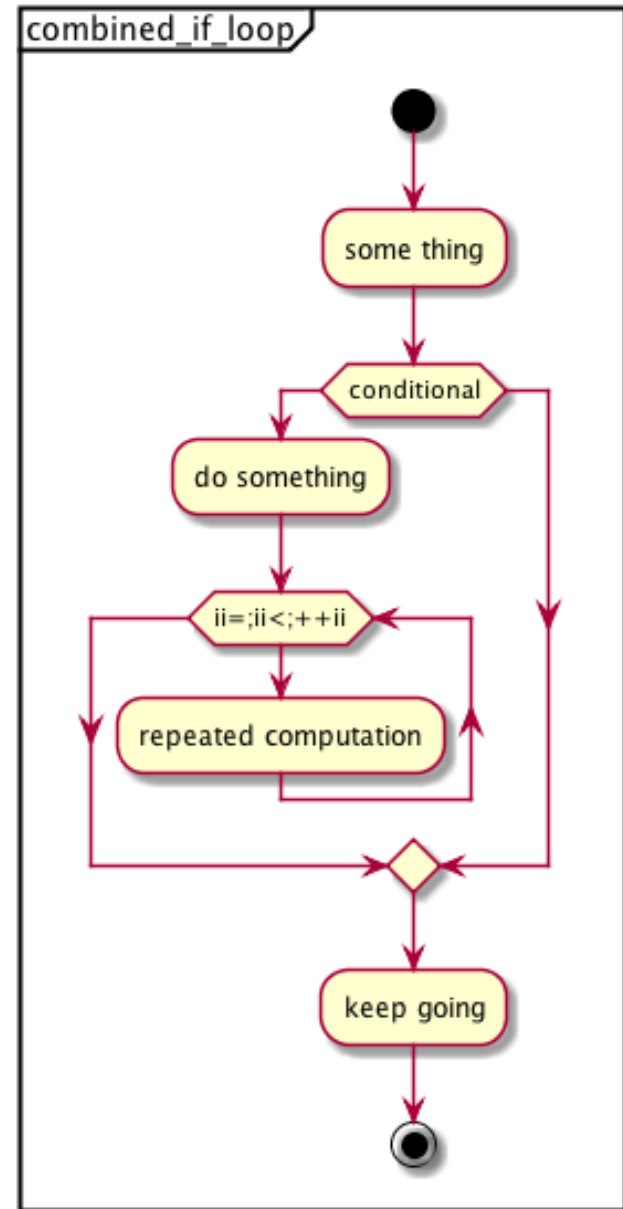 combined_if_loop
some thing
conditional
do something
ii=;ii<;++ii
repeated computation
keep going